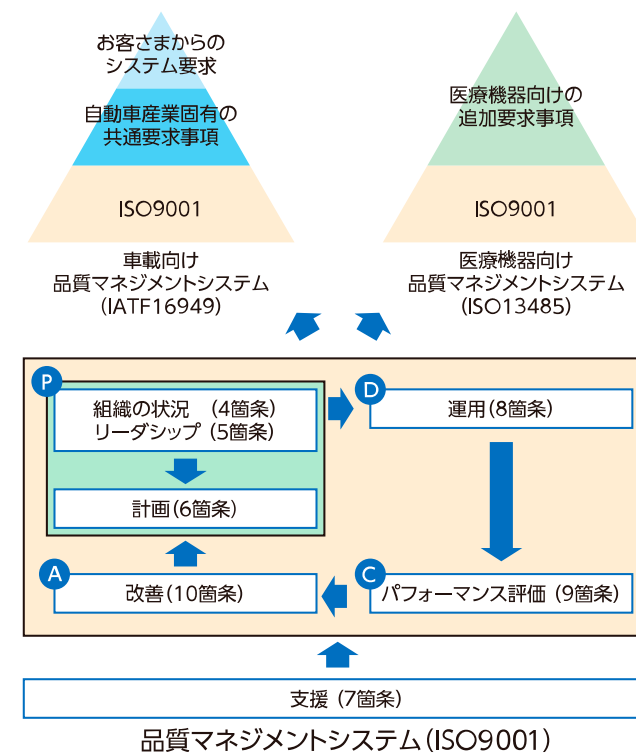 お客さまからの
システム要求
自動車産業固有の
共通要求事項
ISO9001
車載向け
品質マネジメントシステム
(IATF16949)
医療機器向けの
追加要求事項
ISO9001
医療機器向け
品質マネジメントシステム
(ISO13485)
P
組織の状況 (4箇条)
リーダシップ (5箇条)
計画(6箇条)
D
運用(8箇条)
A
改善(10箇条)
C
パフォーマンス評価 (9箇条)
支援 (7箇条)
品質マネジメントシステム(ISO9001)